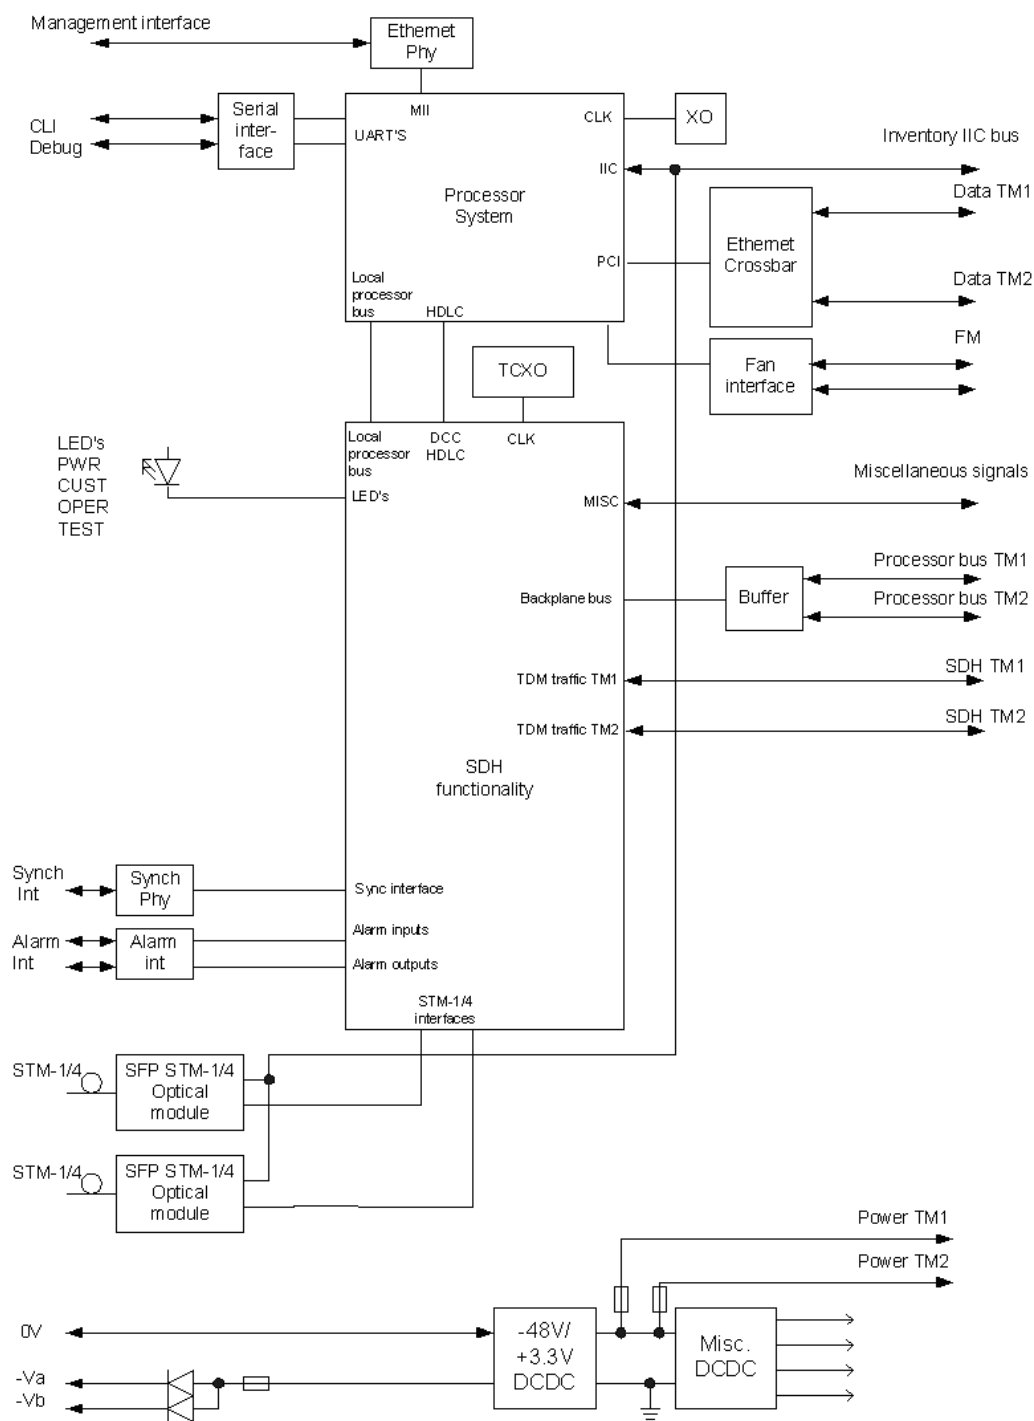 Management interface
Ethernet
Phy
CLI
Debug
Serial
inter-
face
MII
UART'S
CLK
XO
Inventory IIC bus
IIC
Processor
System
Data TM1
Ethernet
Crossbar
PCI
Data TM2
Local
processor
bus
HDLC
FM
Fan
interface
TCXO
Local
processor
bus
DCC
HDLC
CLK
LED's
PWR
CUST
OPER
TEST
LED's
Miscellaneous signals
MISC
Processor bus TM1
Backplane bus
Buffer
Processor bus TM2
SDH TM1
TDM traffic TM1
SDH TM2
TDM traffic TM2
SDH
functionality
Synch
Int
Synch
Phy
Sync interface
Alarm
Int
Alarm
int
Alarm inputs
Alarm outputs
STM-1/4
interfaces
STM-1/4
SFP STM-1/4
Optical
module
STM-1/4
SFP STM-1/4
Optical
module
Power TM1
Power TM2
0V
-48V/
+3.3V
DCDC
Misc.
DCDC
-Va
-Vb